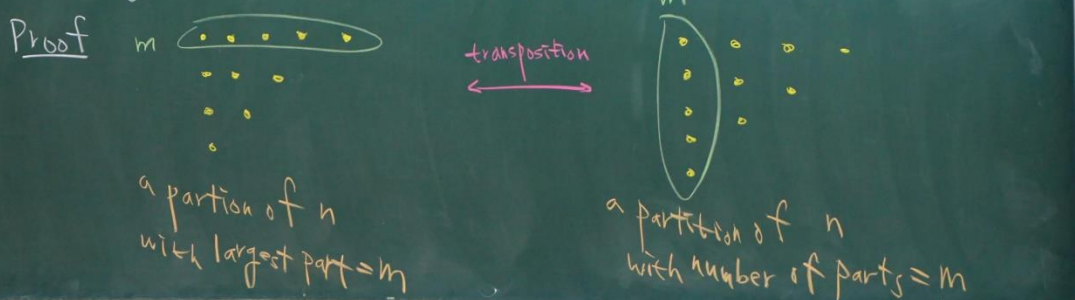 Proof
m
transposition
m
a partion of n
with largest part=m
a partition of n
with number of parts=m